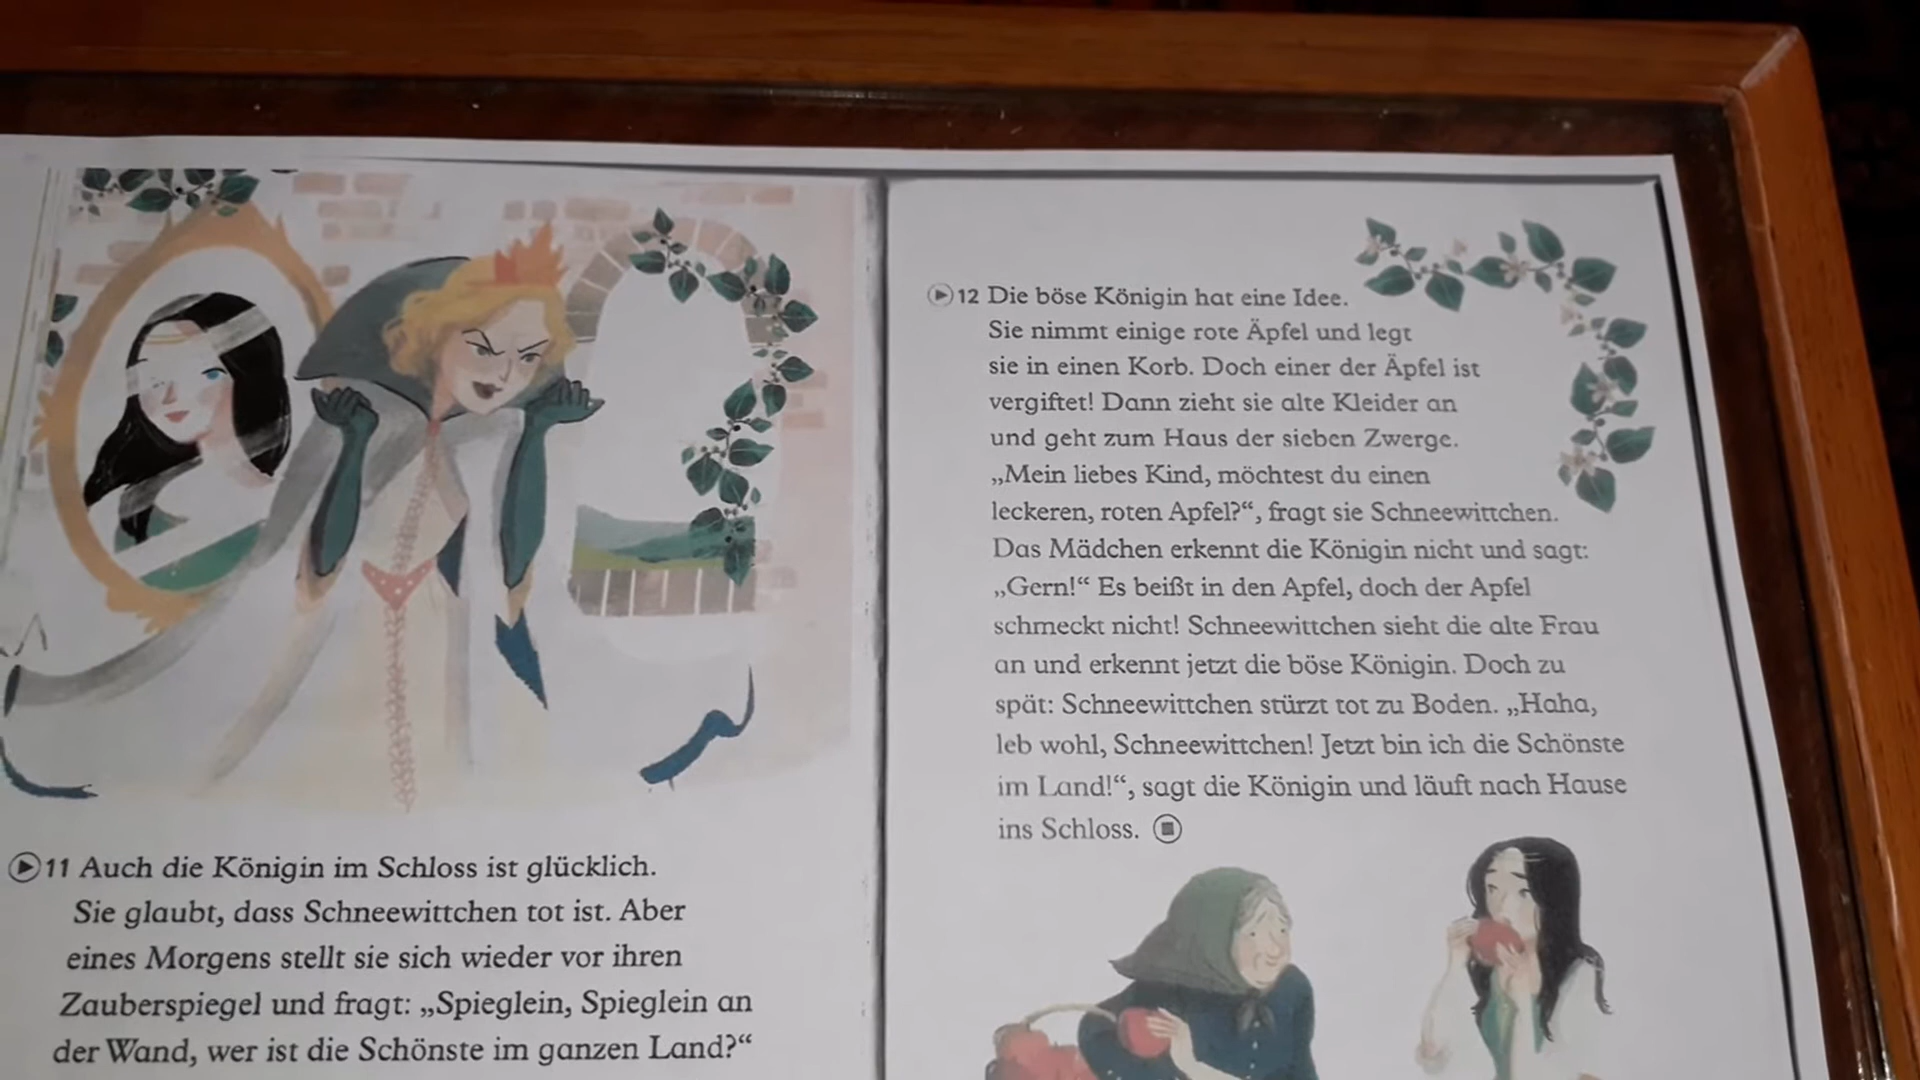 11 Auch die Königin im Schloss ist glücklich.
Sie glaubt, dass Schneewittchen tot ist. Aber
eines Morgens stellt sie sich wieder vor ihren
Zauberspiegel und fragt: „Spieglein, Spieglein an
der Wand, wer ist die Schönste im ganzen Land?“
12 Die böse Königin hat eine Idee.
Sie nimmt einige rote Äpfel und legt
sie in einen Korb. Doch einer der Äpfel ist
vergiftet! Dann zieht sie alte Kleider an
und geht zum Haus der sieben Zwerge.
„Mein liebes Kind, möchtest du einen
leckeren, roten Apfel?“, fragt sie Schneewittchen.
Das Mädchen erkennt die Königin nicht und sagt:
„Gern!“ Es beißt in den Apfel, doch der Apfel
schmeckt nicht! Schneewittchen sieht die alte Frau
an und erkennt jetzt die böse Königin. Doch zu
spät: Schneewittchen stürzt tot zu Boden. „Haha,
leb wohl, Schneewittchen! Jetzt bin ich die Schönste
im Land!“, sagt die Königin und läuft nach Hause
ins Schloss.